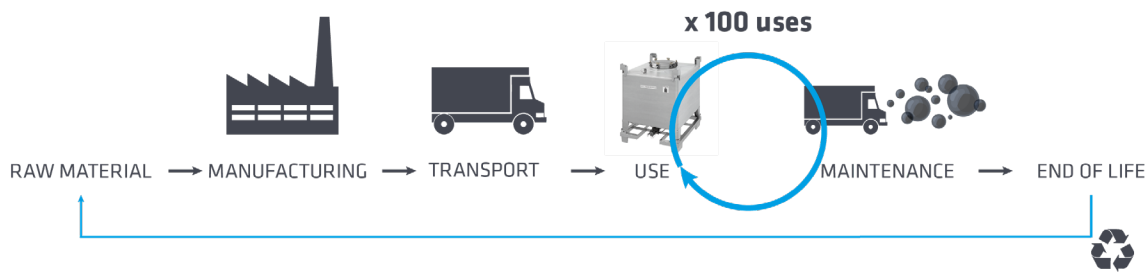 x 100 uses
RAW MATERIAL MANUFACTURING TRANSPORT USE MAINTENANCE END OF LIFE